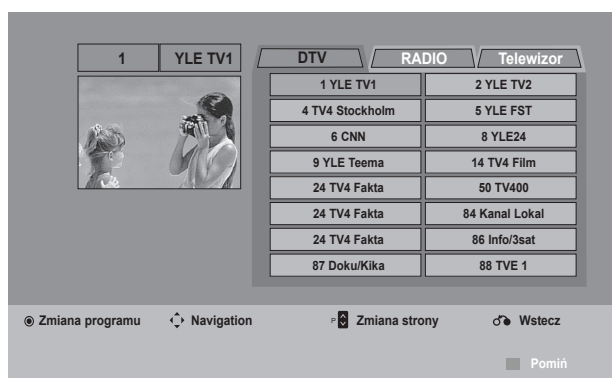 1 YLE TV1
DTV RADIO Telewizor
1 YLE TV1 2 YLE TV2
4 TV4 Stockholm 5 YLE FST
6 CNN 8 YLE24
9 YLE Teema 14 TV4 Film
24 TV4 Fakta 50 TV400
24 TV4 Fakta 84 Kanal Lokal
24 TV4 Fakta 86 Info/3sat
87 Doku/Kika 88 TVE 1
Zmiana programu Navigation P Zmiana strony Wstecz
Pomiń